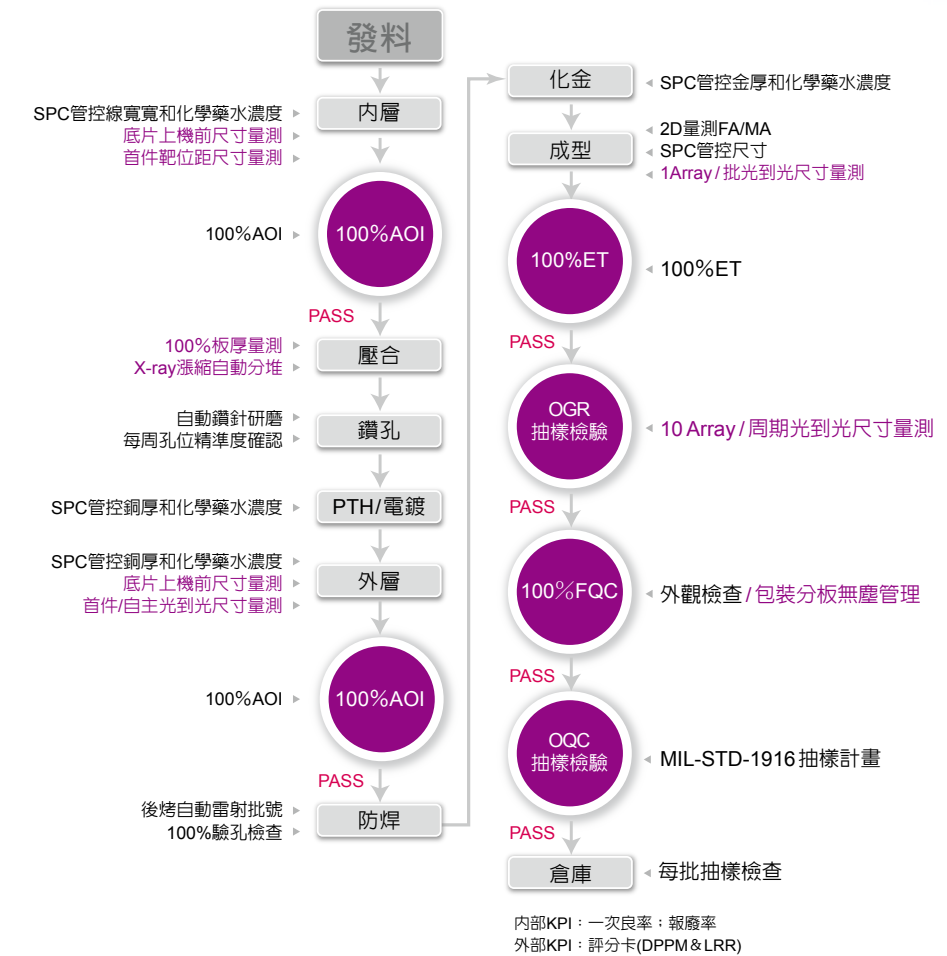 發料
SPC管控線寬寬和化學藥水濃度
底片上機前尺寸量測
首件靶位距尺寸量測
內層
100%AOI
100%AOI
PASS
100%板厚量測
X-ray漲縮自動分堆
壓合
自動鑽針研磨
每周孔位精準度確認
鑽孔
SPC管控銅厚和化學藥水濃度
PTH/電鍍
SPC管控銅厚和化學藥水濃度
底片上機前尺寸量測
首件/自主光到光尺寸量測
外層
100%AOI
100%AOI
PASS
後烤自動雷射批號
100%驗孔檢查
防焊
化金
SPC管控金厚和化學藥水濃度
成型
2D量測FA/MA
SPC管控尺寸
1Array/批光到光尺寸量測
100%ET
100%ET
PASS
OGR
抽樣檢驗
10 Array/周期光到光尺寸量測
PASS
100%FQC
外觀檢查/包裝分板無塵管理
PASS
OQC
抽樣檢驗
MIL-STD-1916抽樣計畫
PASS
倉庫
每批抽樣檢查
內部KPI：一次良率；報廢率
外部KPI：評分卡(DPPM&LRR)